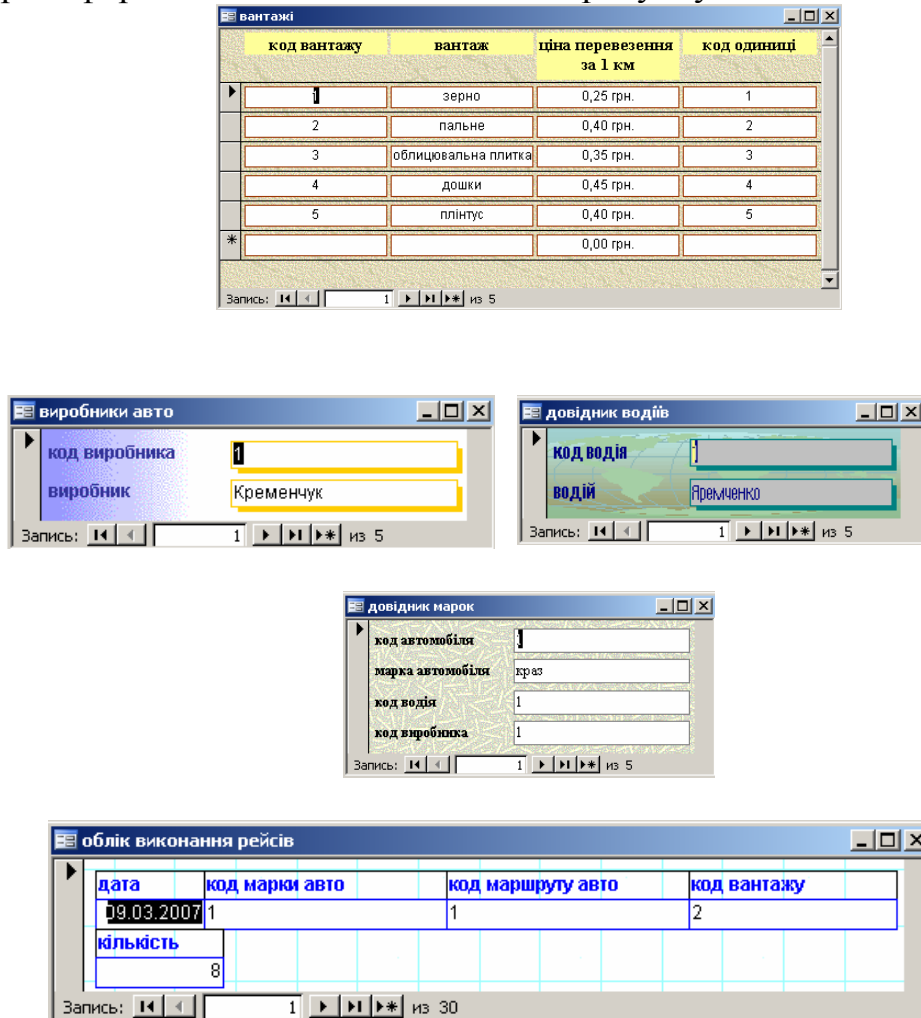 вантажі
код вантажу вантаж ціна перевезення за 1 км код одиниці
1 зерно 0,25 грн. 1
2 пальне 0,40 грн. 2
3 облицювальна плитка 0,35 грн. 3
4 дошки 0,45 грн. 4
5 плінтус 0,40 грн. 5
0,00 грн.
Запись: 1 из 5
виробники авто
код виробника 1
виробник Кременчук
Запись: 1 из 5
довідник водіїв
код водія 1
водій Яремченко
Запись: 1 из 5
довідник марок
код автомобіля 1
марка автомобіля краз
код водія 1
код виробника 1
Запись: 1 из 5
облік виконання рейсів
дата код марки авто код маршруту авто код вантажу
09.03.2007 1 1 2
кількість
8
Запись: 1 из 30